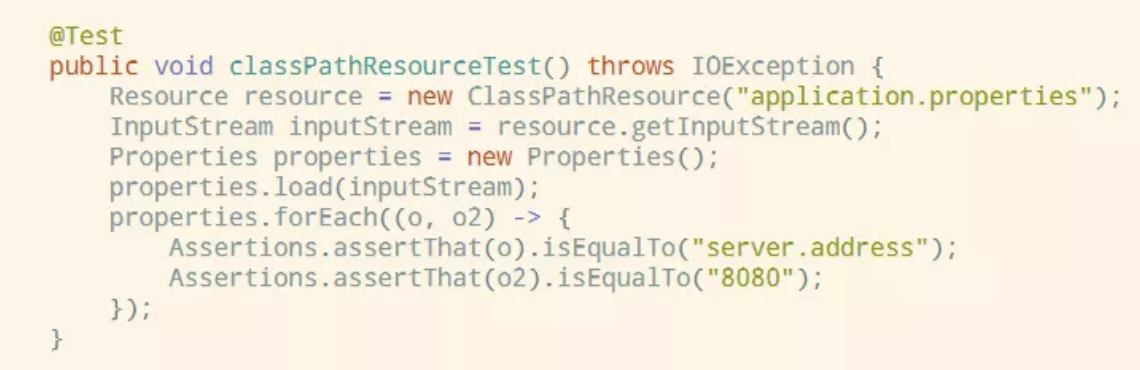 @Test
public void classPathResourceTest() throws IOException {
    Resource resource = new ClassPathResource("application.properties");
    InputStream inputStream = resource.getInputStream();
    Properties properties = new Properties();
    properties.load(inputStream);
    properties.forEach((o, o2) -> {
        Assertions.assertThat(o).isEqualTo("server.address");
        Assertions.assertThat(o2).isEqualTo("8080");
    });
}